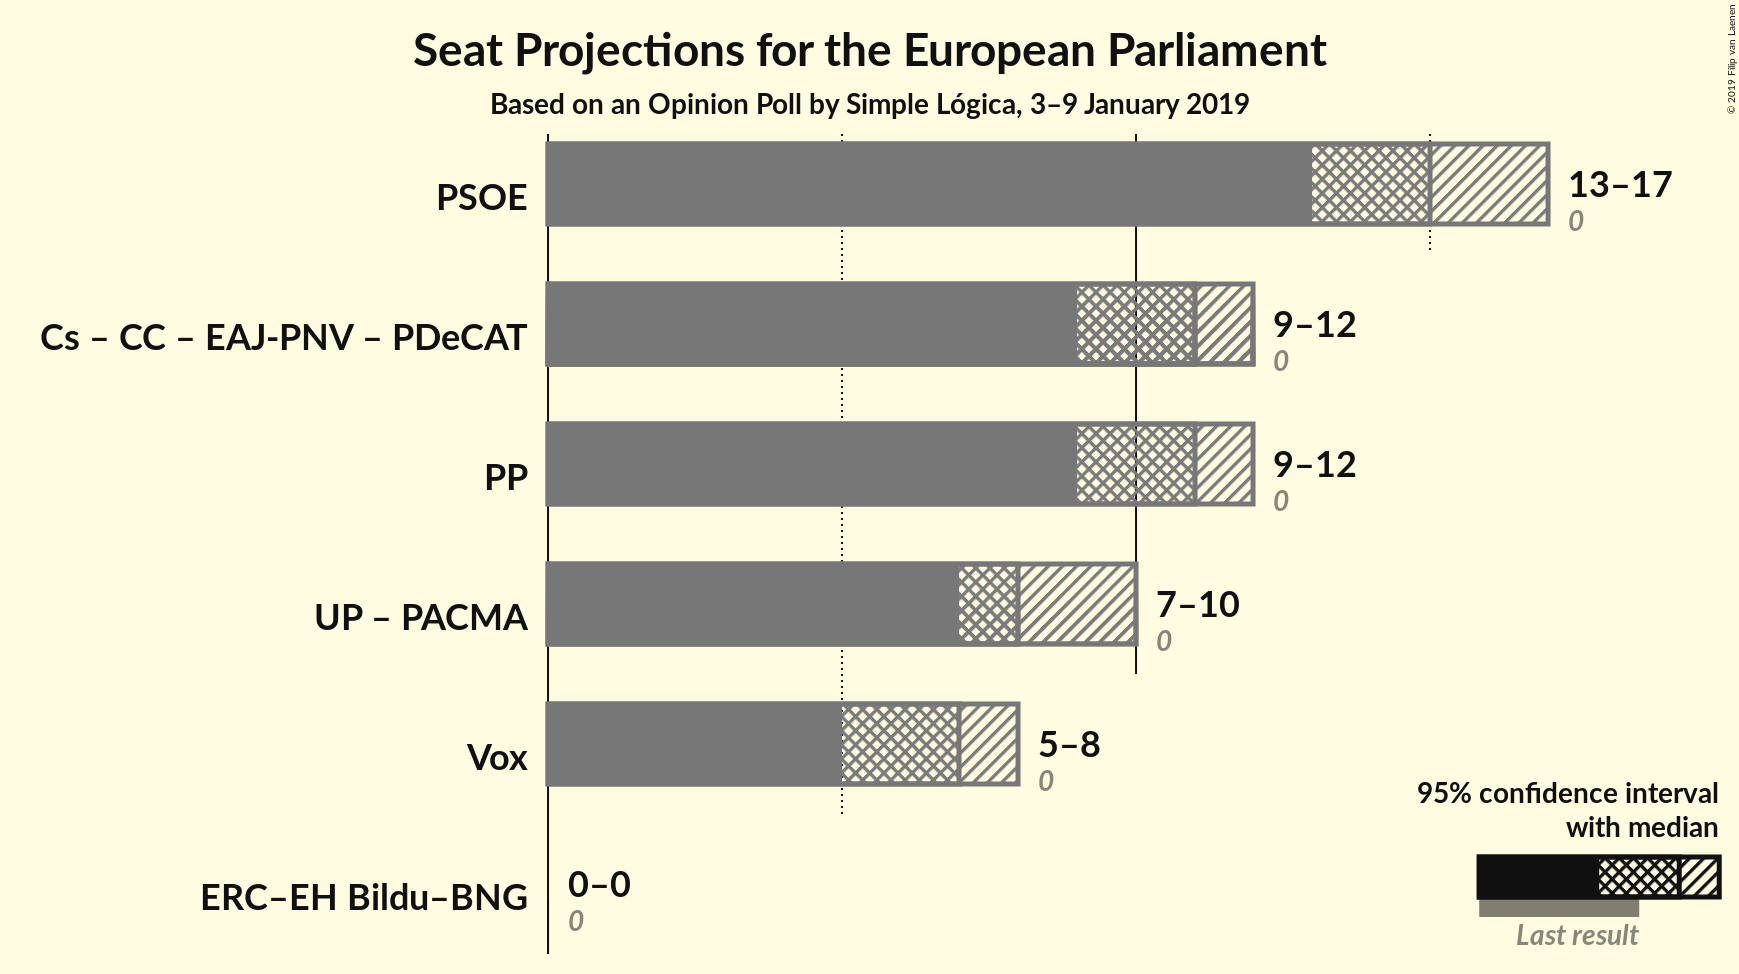 Seat Projections for the European Parliament
Based on an Opinion Poll by Simple Lógica, 3–9 January 2019
© 2019 Filip van Laenen
PSOE
13–17
0
Cs – CC – EAJ-PNV – PDeCAT
9–12
0
PP
9–12
0
UP – PACMA
7–10
0
Vox
5–8
0
ERC–EH Bildu–BNG
0–0
0
95% confidence interval
with median
Last result